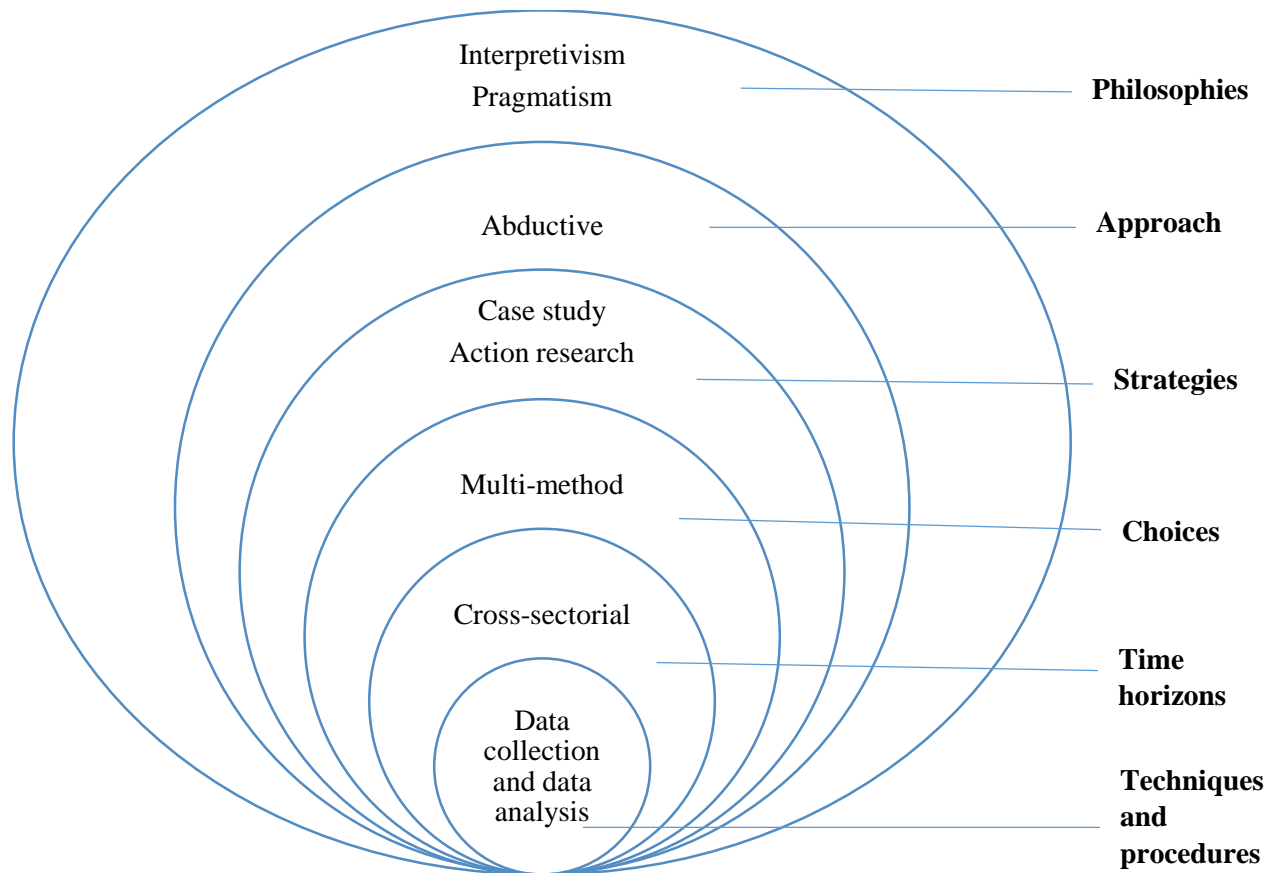 Interpretivism
Pragmatism
Philosophies
Abductive
Approach
Case study
Action research
Strategies
Multi-method
Choices
Cross-sectorial
Time
horizons
Data
collection
and data
analysis
Techniques
and
procedures